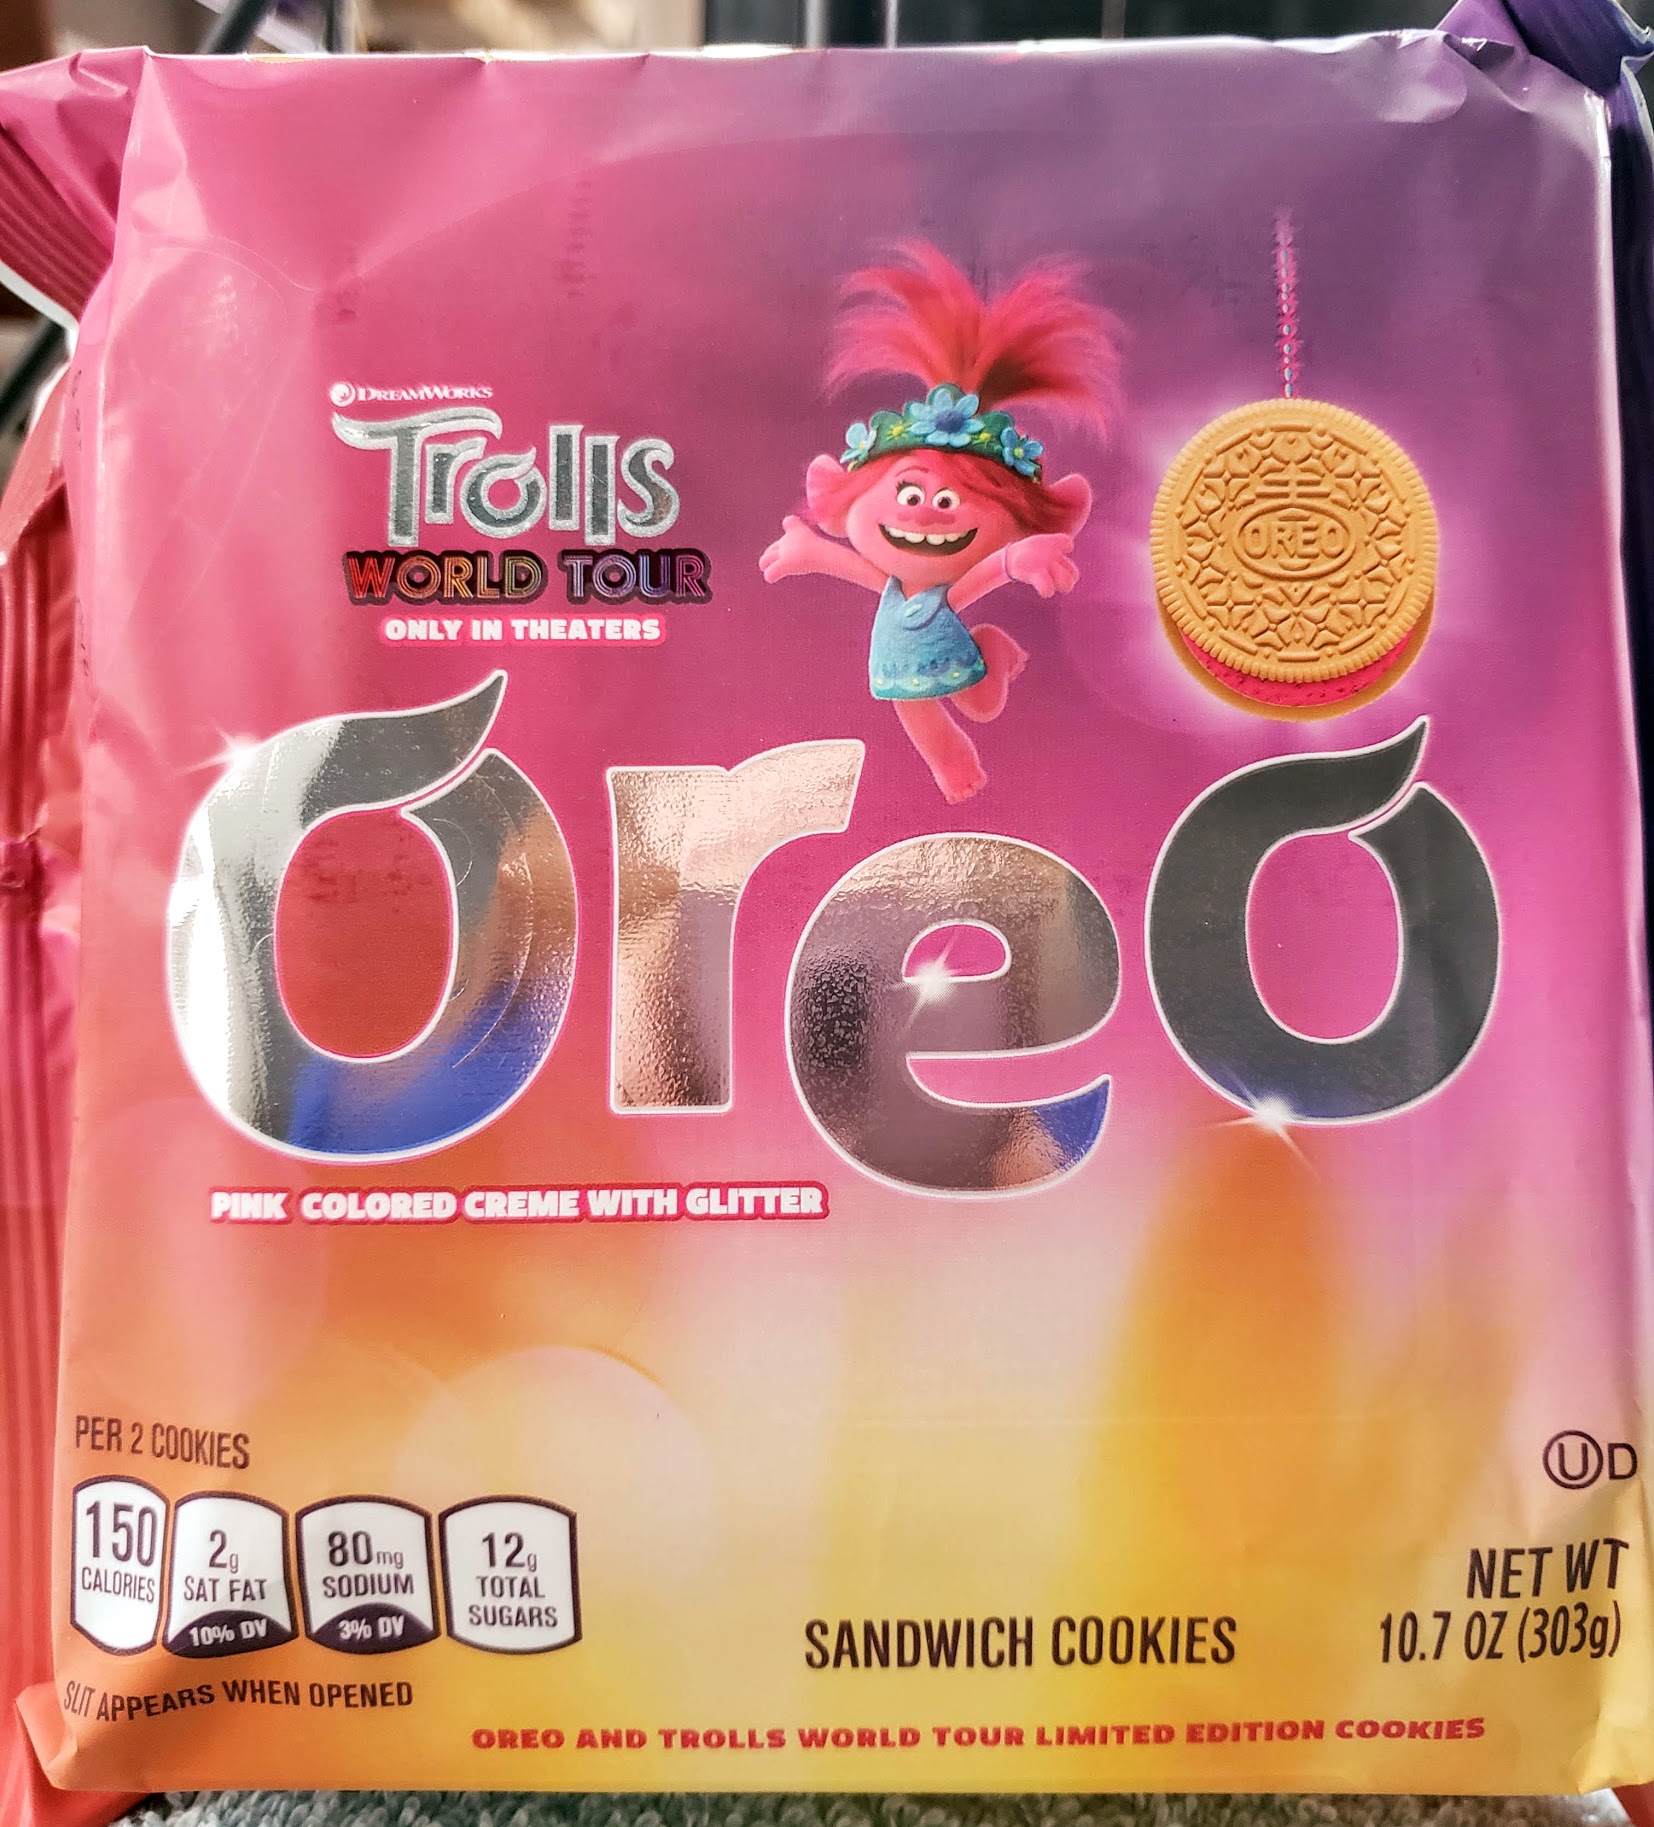 DREAMWORKS
Trolls
WORLD TOUR
ONLY IN THEATERS
OREO
Oreo
PINK COLORED CREME WITH GLITTER
PER 2 COOKIES
150
CALORIES
2g
SAT FAT
10% DV
80mg
SODIUM
3% DV
12g
TOTAL
SUGARS
SLIT APPEARS WHEN OPENED
SANDWICH COOKIES
U D
NET WT
10.7 OZ (303g)
OREO AND TROLLS WORLD TOUR LIMITED EDITION COOKIES